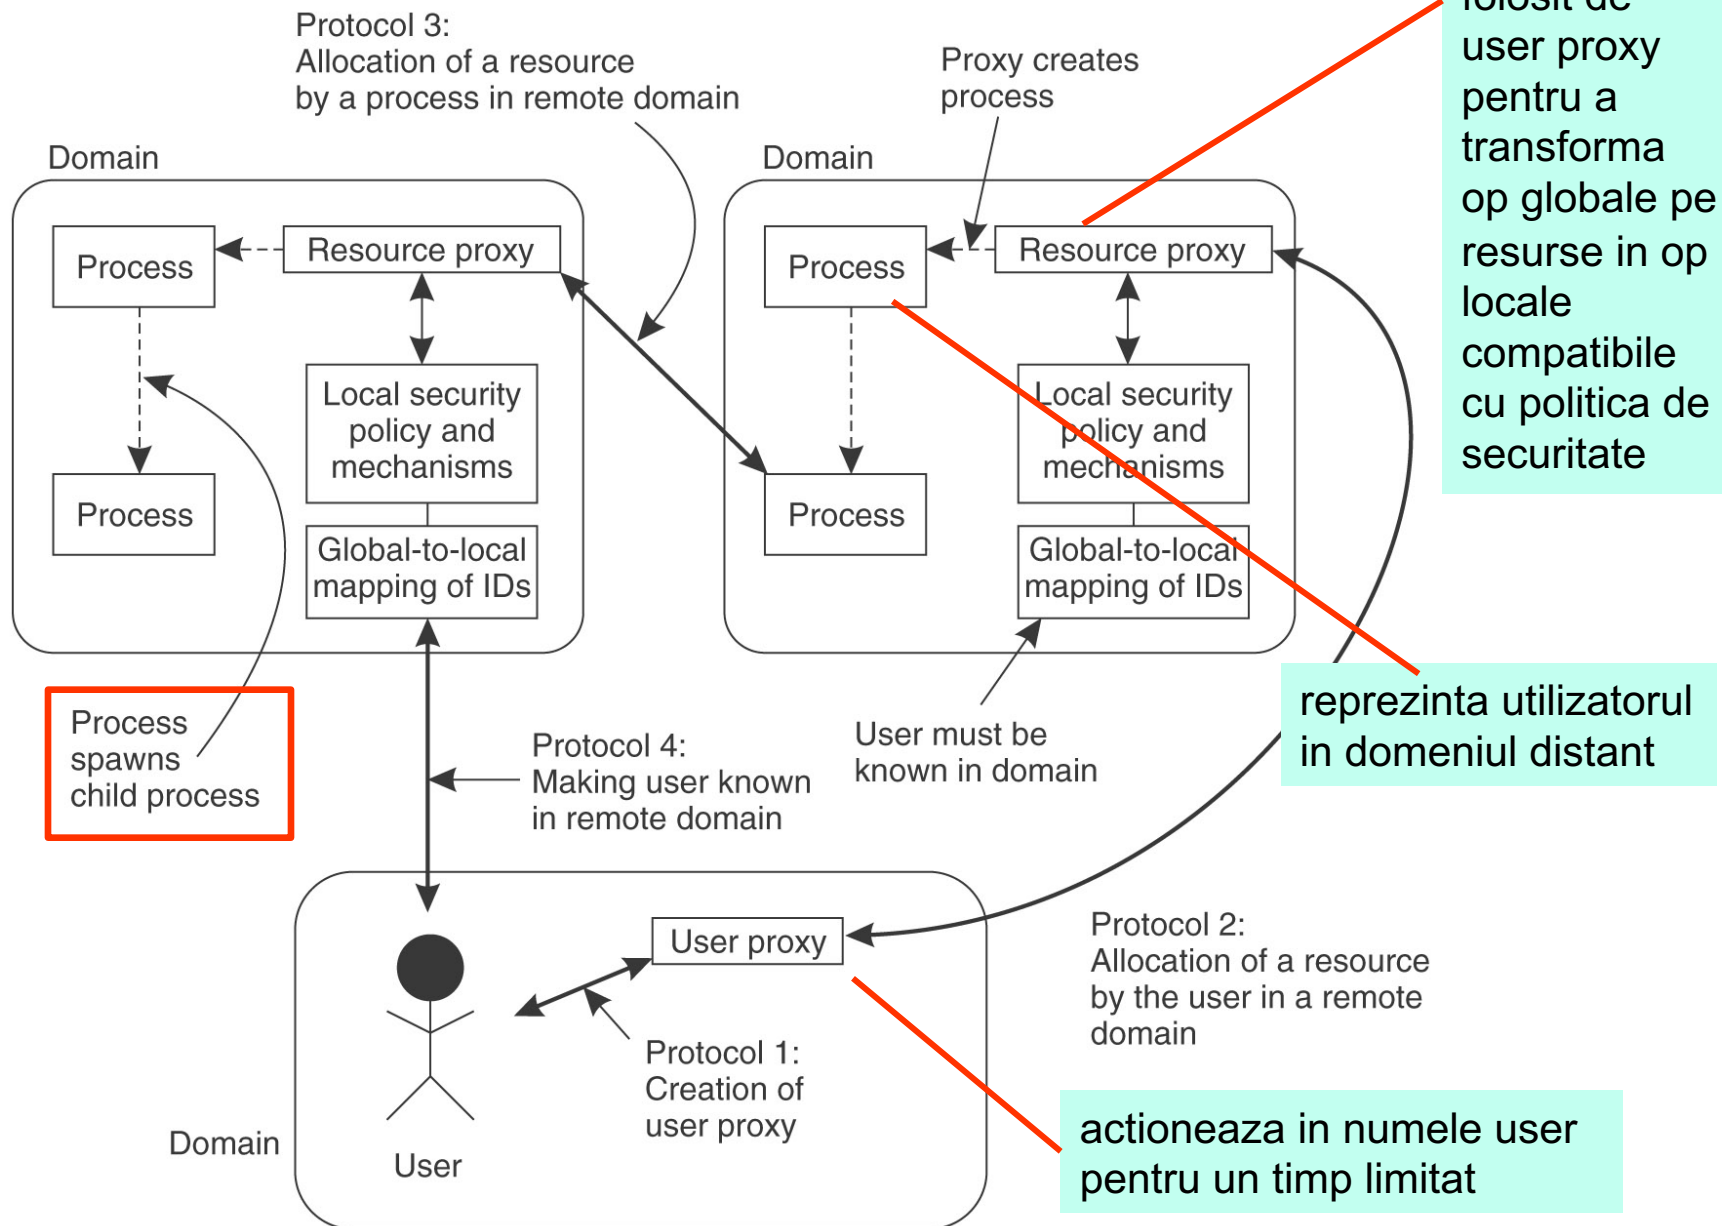 Protocol 3:
Allocation of a resource
by a process in remote domain
Proxy creates
process
folosit de
user proxy
pentru a
transforma
op globale pe
resurse in op
locale
compatibile
cu politica de
securitate
Domain
Process
Resource proxy
Local security
policy and
mechanisms
Process
Global-to-local
mapping of IDs
Domain
Process
Resource proxy
Local security
policy and
mechanisms
Process
Global-to-local
mapping of IDs
Process
spawns
child process
Protocol 4:
Making user known
in remote domain
User must be
known in domain
reprezinta utilizatorul
in domeniul distant
User proxy
Protocol 2:
Allocation of a resource
by the user in a remote
domain
Protocol 1:
Creation of
user proxy
Domain
User
actioneaza in numele user
pentru un timp limitat